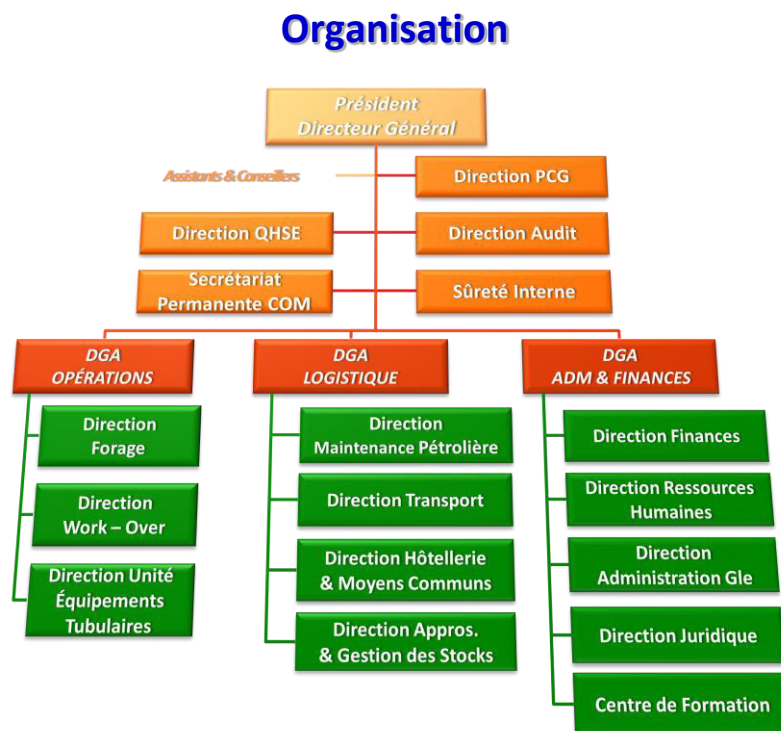 Organisation
Président
Directeur Général
Assistants & Conseillers
Direction PCG
Direction QHSE
Direction Audit
Secrétariat
Permanente COM
Sûreté Interne
DGA
OPÉRATIONS
DGA
LOGISTIQUE
DGA
ADM & FINANCES
Direction
Forage
Direction
Work – Over
Direction Unité
Équipements
Tubulaires
Direction
Maintenance Pétrolière
Direction Transport
Direction Hôtellerie
& Moyens Communs
Direction Appros.
& Gestion des Stocks
Direction Finances
Direction Ressources
Humaines
Direction
Administration Gle
Direction Juridique
Centre de Formation